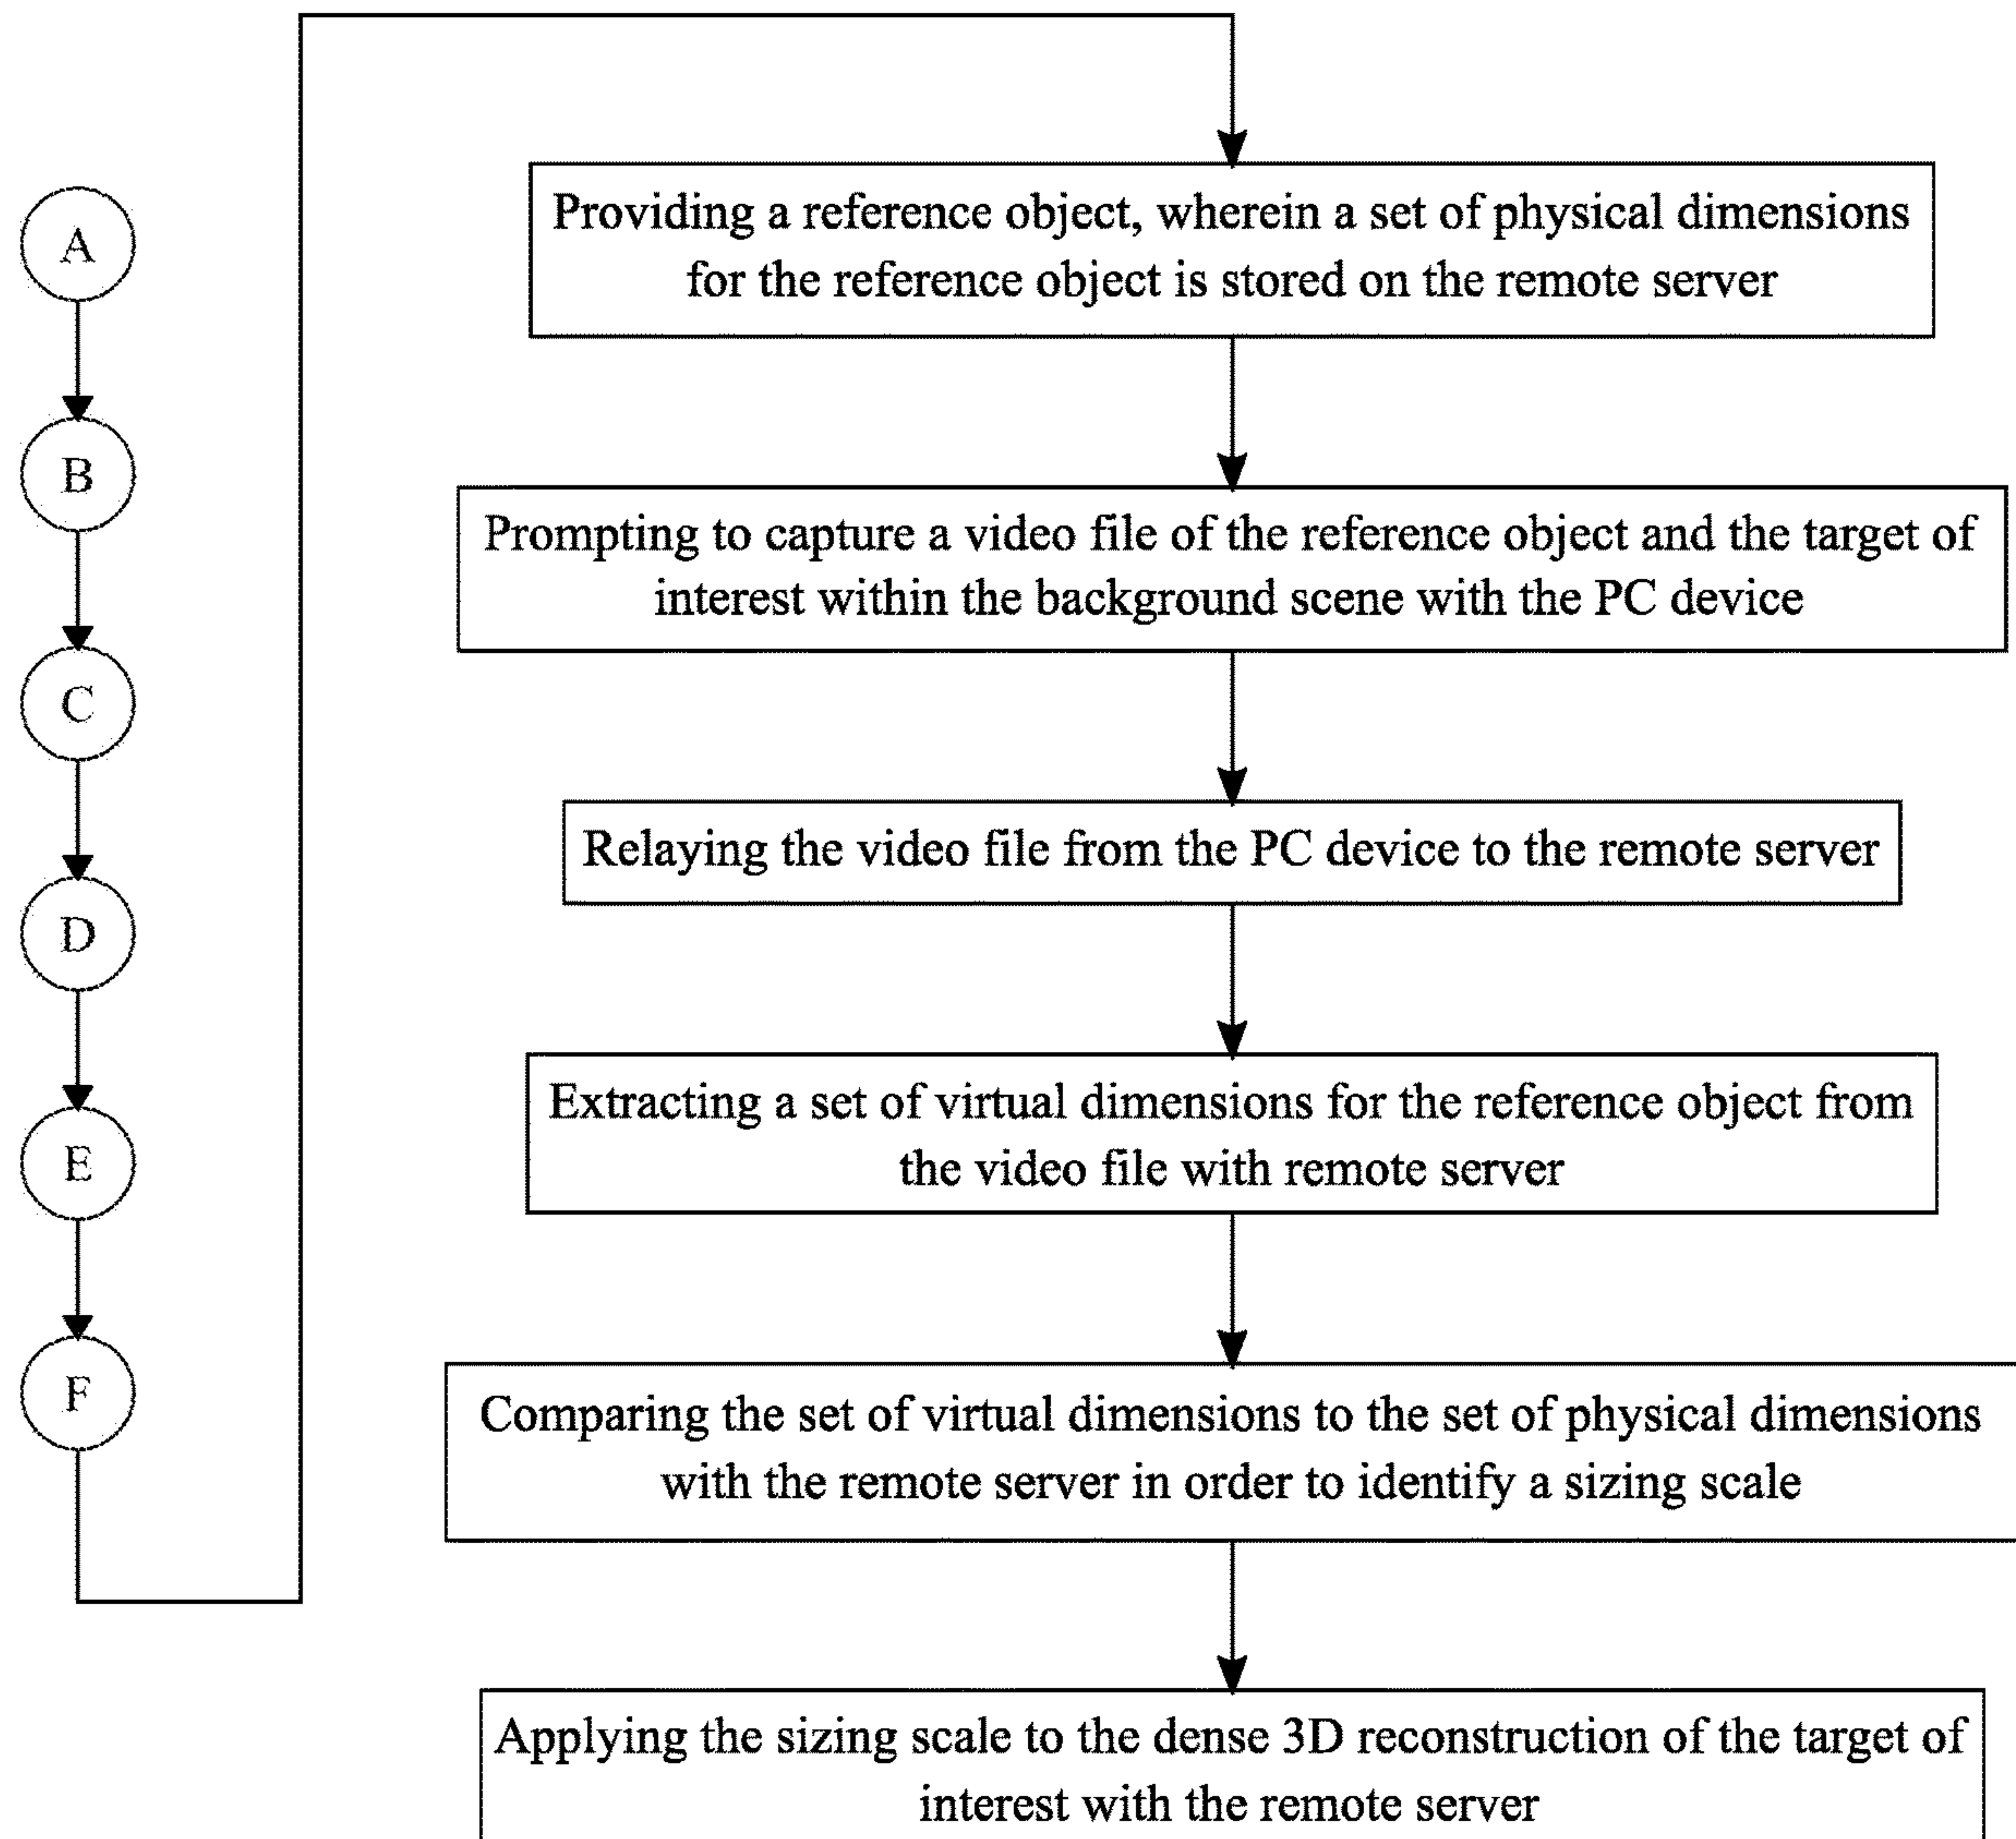 A
B
C
D
E
F
Providing a reference object, wherein a set of physical dimensions
for the reference object is stored on the remote server
Prompting to capture a video file of the reference object and the target of
interest within the background scene with the PC device
Relaying the video file from the PC device to the remote server
Extracting a set of virtual dimensions for the reference object from
the video file with remote server
Comparing the set of virtual dimensions to the set of physical dimensions
with the remote server in order to identify a sizing scale
Applying the sizing scale to the dense 3D reconstruction of the target of
interest with the remote server